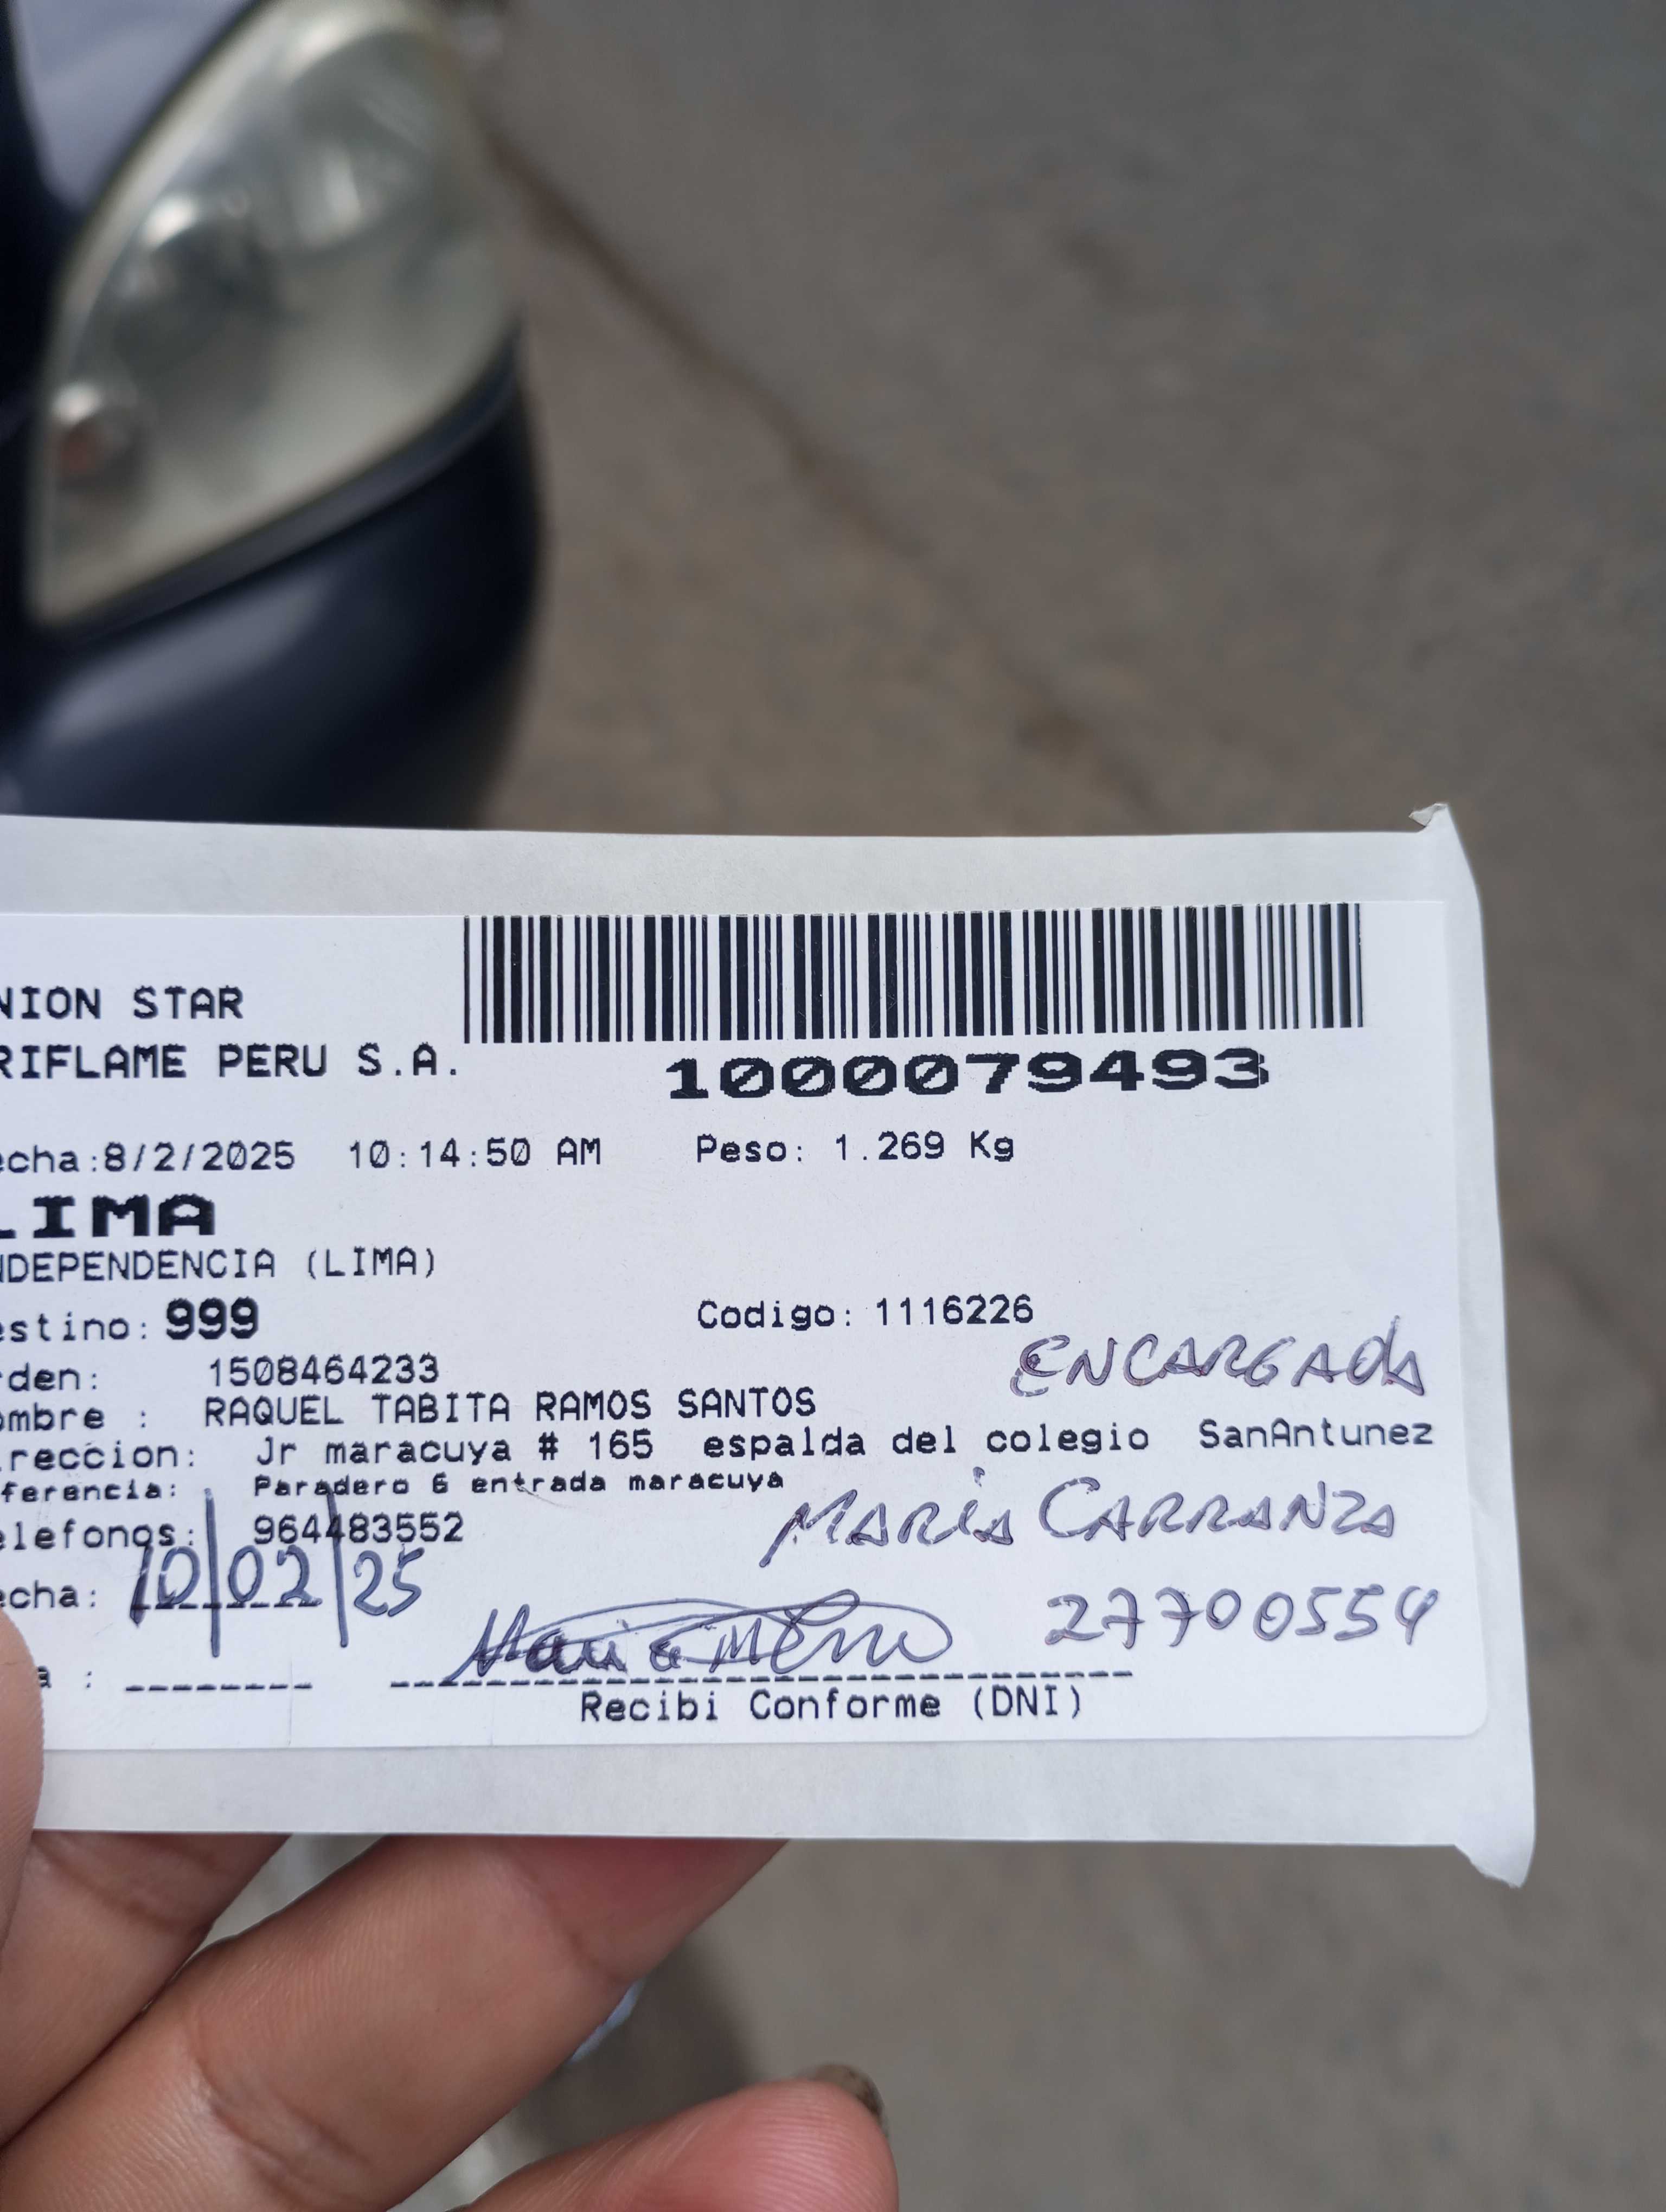 NION STAR
RIFLAME PERU S.A.
1000079493
echa:8/2/2025 10:14:50 AM Peso: 1.269 Kg
LIMA
NDEPENDENCIA (LIMA)
estino: 999 Codigo: 1116226
ENCARGADA
rden: 1508464233
ombre : RAQUEL TABITA RAMOS SANTOS
ireccion: Jr maracuya # 165 espalda del colegio SanAntunez
ferencia: Paradero 6 entrada maracuya
MARIA CARRANZA
elefonos: 964483552
echa: 10/02/25
27700554
a :
Recibi Conforme (DNI)